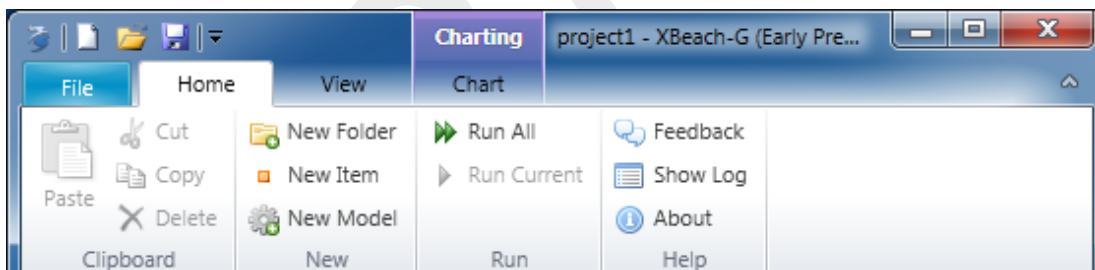 Charting project1 - XBeach-G (Early Pre...
File Home View Chart
Cut New Folder Run All Feedback
Paste Copy New Item Run Current Show Log
Delete New Model About
Clipboard New Run Help